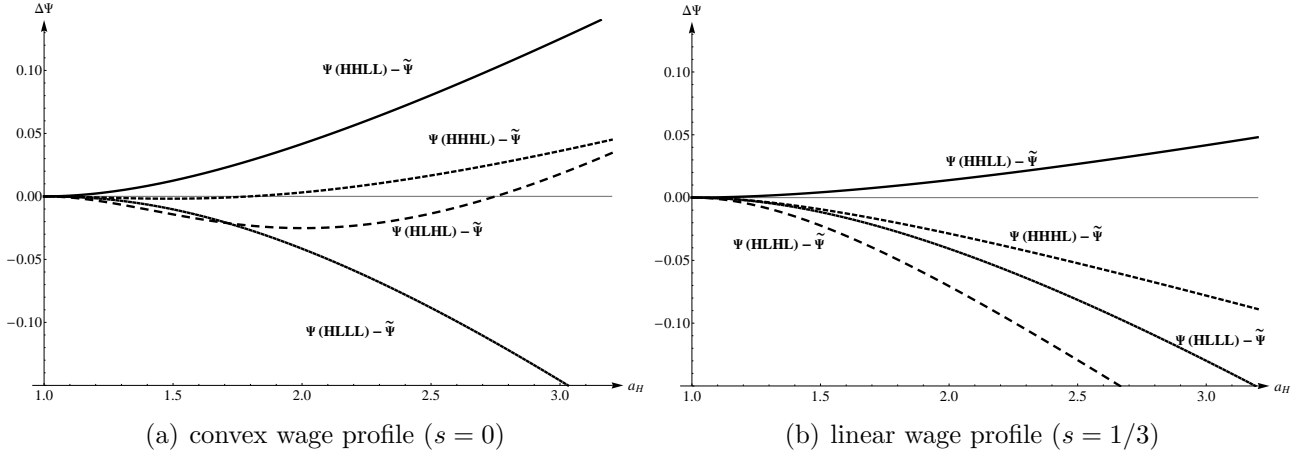 ΔΨ
0.10
0.05
0.00
−0.05
−0.10
1.0
1.5
2.0
2.5
3.0
a_H
Ψ (HHLL) − Ψ̃
Ψ (HHHL) − Ψ̃
Ψ (HLHL) − Ψ̃
Ψ (HLLL) − Ψ̃
(a) convex wage profile (s = 0)
ΔΨ
0.10
0.05
0.00
−0.05
−0.10
1.0
1.5
2.0
2.5
3.0
a_H
Ψ (HHLL) − Ψ̃
Ψ (HLHL) − Ψ̃
Ψ (HHHL) − Ψ̃
Ψ (HLLL) − Ψ̃
(b) linear wage profile (s = 1/3)